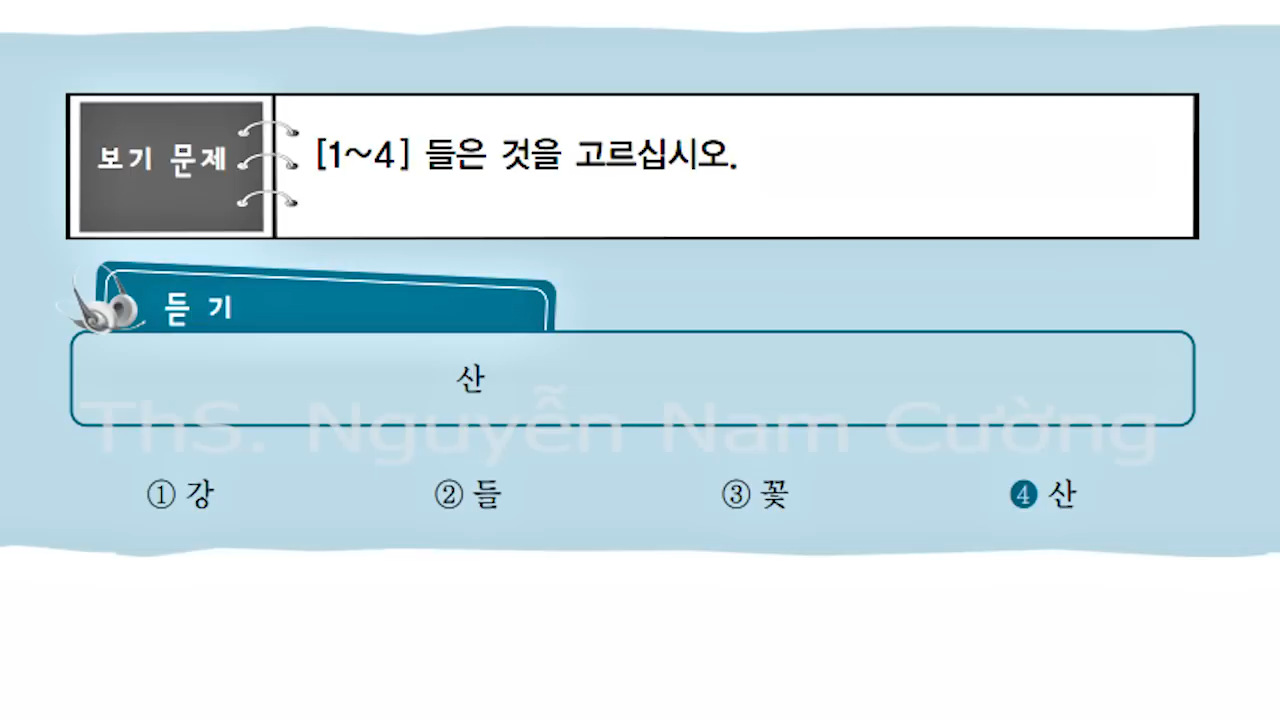 보기 문제
[1~4] 들은 것을 고르십시오.
듣기
산
ThS. Nguyễn Nam Cường
① 강 ② 들 ③ 꽃 ❹ 산